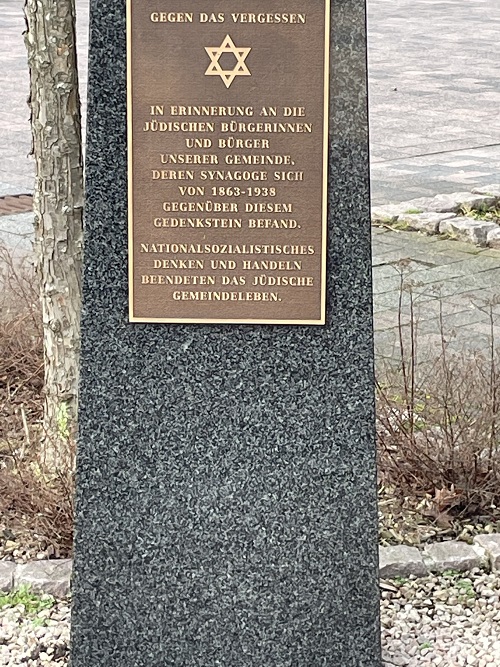 GEGEN DAS VERGESSEN
IN ERINNERUNG AN DIE
JÜDISCHEN BÜRGERINNEN
UND BÜRGER
UNSERER GEMEINDE,
DEREN SYNAGOGE SICH
VON 1863-1938
GEGENÜBER DIESEM
GEDENKSTEIN BEFAND.
NATIONALSOZIALISTISCHES
DENKEN UND HANDELN
BEENDETEN DAS JÜDISCHE
GEMEINDELEBEN.